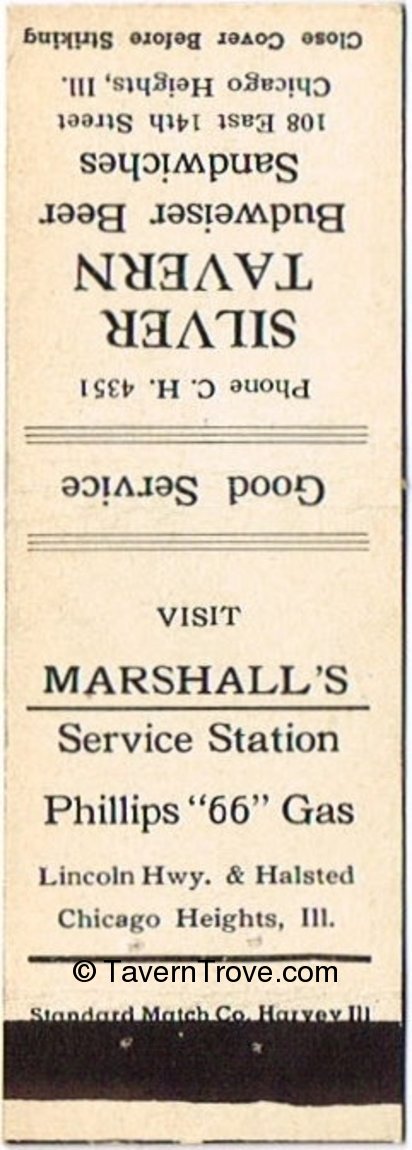 Phone C. H. 4351
SILVER
TAVERN
Budweiser Beer
Sandwiches
108 East 14th Street
Chicago Heights, Ill.
Close Cover Before Striking
Good Service
VISIT
MARSHALL'S
Service Station
Phillips "66" Gas
Lincoln Hwy. & Halsted
Chicago Heights, Ill.
© TavernTrove.com
Standard Match Co. Harvey Ill